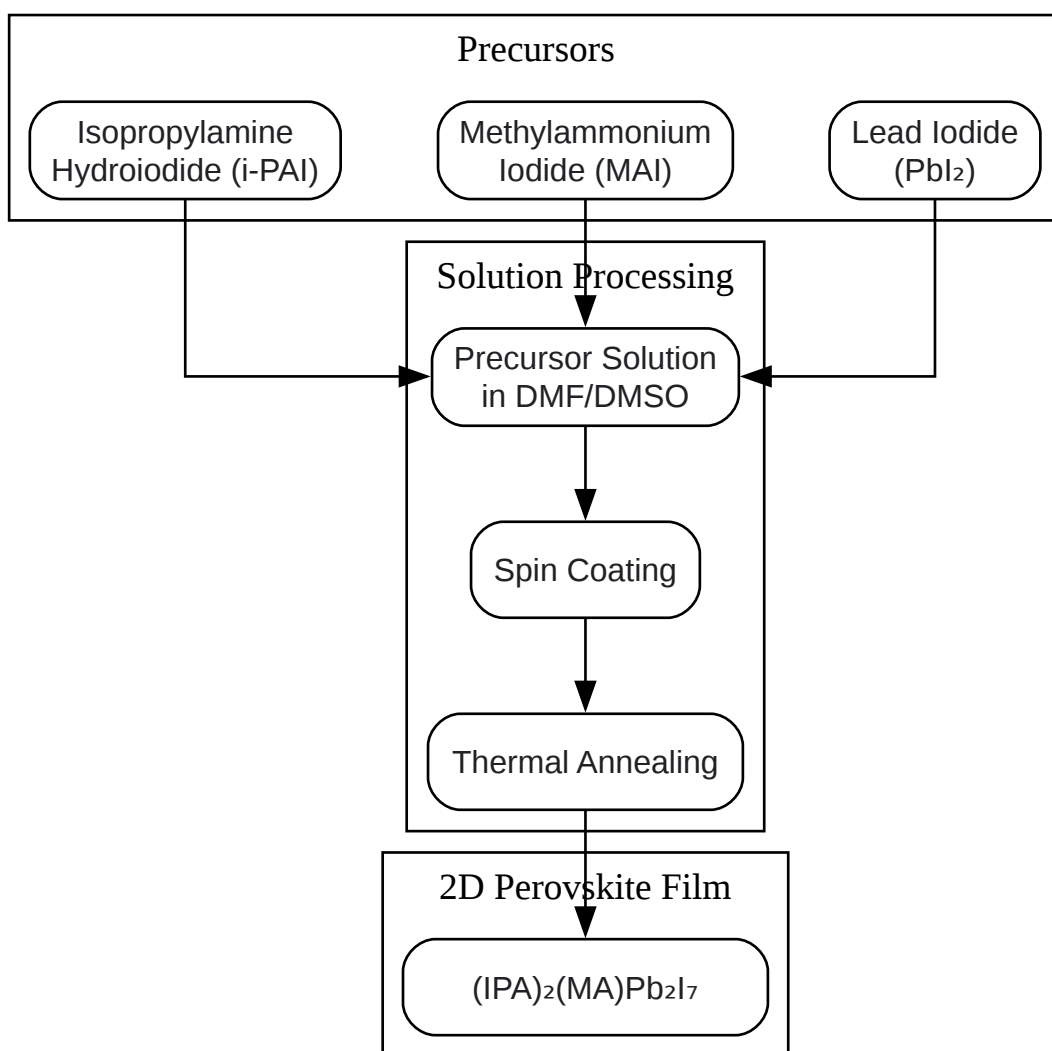 Precursors
Isopropylamine
Hydroiodide (i-PAI)
Methylammonium
Iodide (MAI)
Lead Iodide
(PbI₂)
Solution Processing
Precursor Solution
in DMF/DMSO
Spin Coating
Thermal Annealing
2D Perovskite Film
(IPA)₂(MA)Pb₂I₇